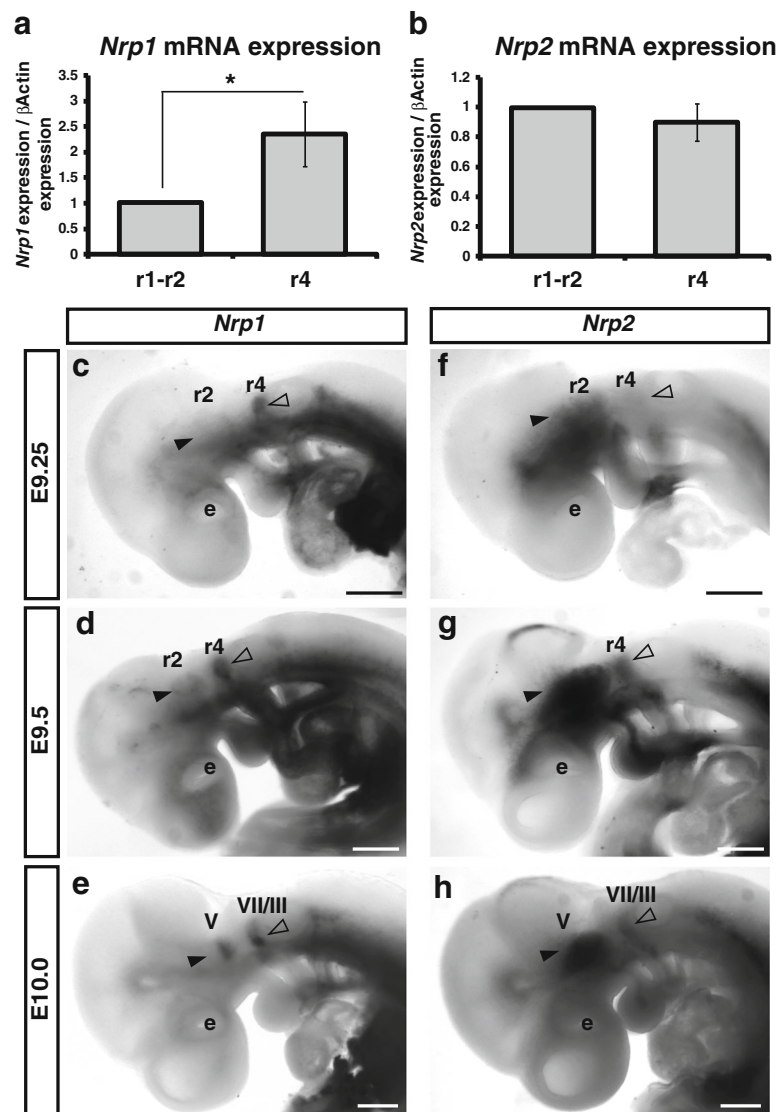 a
Nrp1 mRNA expression
Nrp1 expression / βActin
expression
3.5
3
2.5
2
1.5
1
0.5
0
*
r1-r2
r4
b
Nrp2 mRNA expression
Nrp2expression / βActin
expression
1.2
1
0.8
0.6
0.4
0.2
0
r1-r2
r4
Nrp1
Nrp2
E9.25
c
r2
r4
e
f
r2
r4
e
E9.5
d
r2
r4
e
g
r4
e
E10.0
e
V
VII/III
e
h
V
VII/III
e